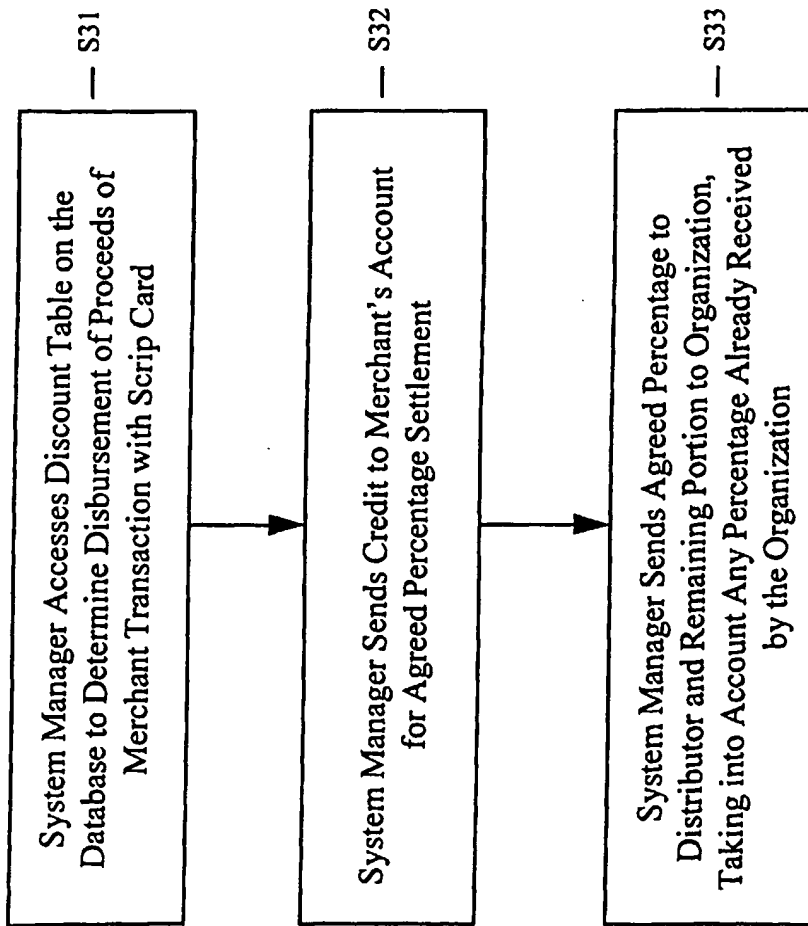 System Manager Accesses Discount Table on the
Database to Determine Disbursement of Proceeds of
Merchant Transaction with Scrip Card
S31
System Manager Sends Credit to Merchant's Account
for Agreed Percentage Settlement
S32
System Manager Sends Agreed Percentage to
Distributor and Remaining Portion to Organization,
Taking into Account Any Percentage Already Received
by the Organization
S33